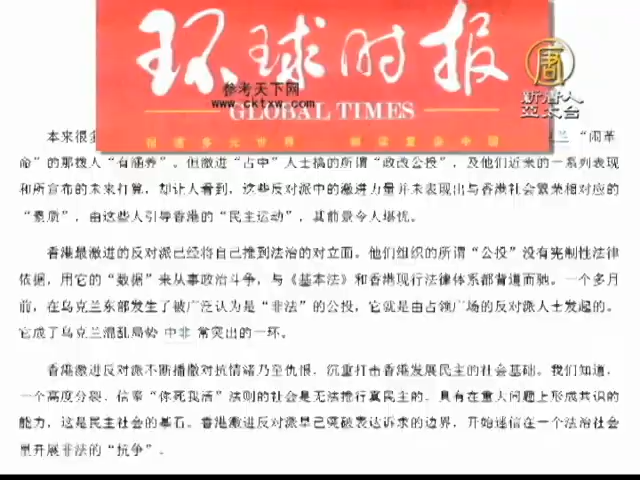 环球时报
参考天下网
www.cktxw.com
GLOBAL TIMES
报道多元世界 解读复杂中国
新唐人
亚太台
本来很多
“闹革
命”的那拨人“有涵养”。但激进“占中”人士搞的所谓“政改公投”，及他们近来的一系列表现
和所宣布的未来打算，却让人看到，这些反对派中的激进力量并未表现出与香港社会繁荣相对应的
“素质”，由这些人引导香港的“民主运动”，其前景令人堪忧。
香港最激进的反对派已经将自己推到法治的对立面。他们组织的所谓“公投”没有宪制性法律
依据，用它的“数据”来从事政治斗争，与《基本法》和香港现行法律体系都背道而驰。一个多月
前，在乌克兰东部发生了被广泛认为是“非法”的公投，它就是由占领广场的反对派人士发起的。
它成了乌克兰混乱局势 中非 常突出的一环。
香港激进反对派不断播撒对抗情绪乃至仇恨，沉重打击香港发展民主的社会基础。我们知道，
一个高度分裂、信奉“你死我活”法则的社会是无法推行真民主的，具有在重大问题上形成共识的
能力，这是民主社会的基石。香港激进反对派早已突破表达诉求的边界，开始迷信在一个法治社会
里开展非法的“抗争”。